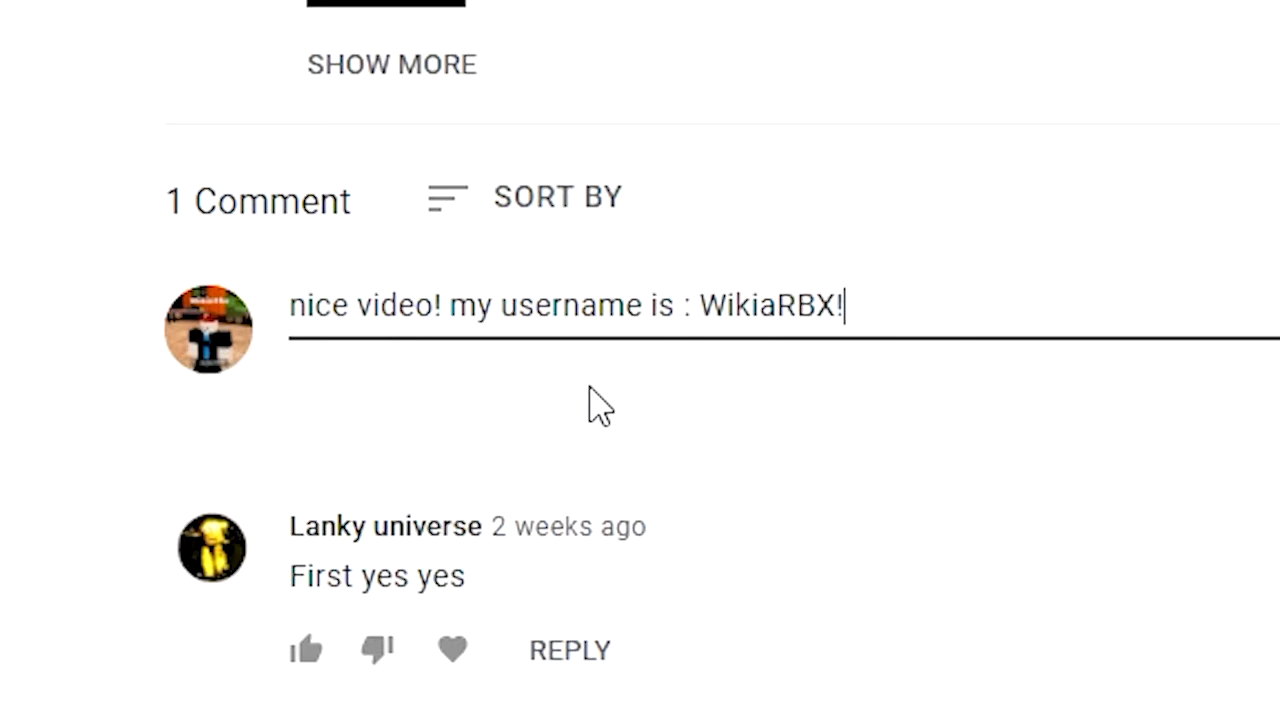 SHOW MORE
1 Comment
SORT BY
nice video! my username is : WikiaRBX!
Lanky universe 2 weeks ago
First yes yes
REPLY